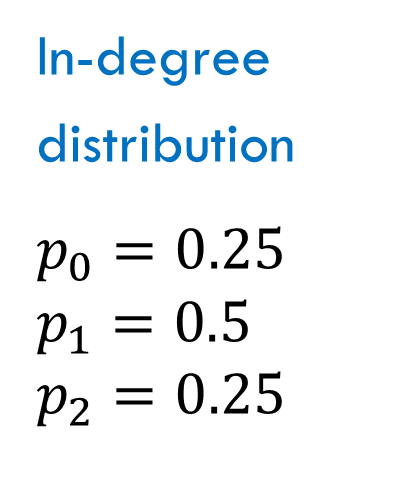 In-degree
distribution
p₀ = 0.25
p₁ = 0.5
p₂ = 0.25